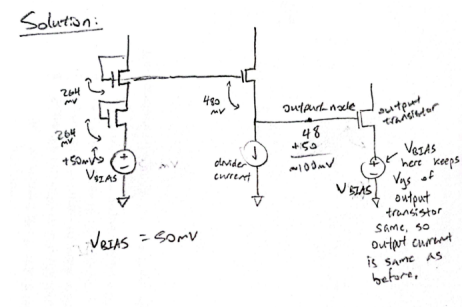 Solution:
264
mv
264
mv
+50mV
VBIAS
480
mv
divider
current
output node
48
+50
~100mV
output
transistor
VBIAS
VBIAS
here keeps
Vgs of
output
transistor
same, so
output current
is same as
before.
VBIAS = 50mV